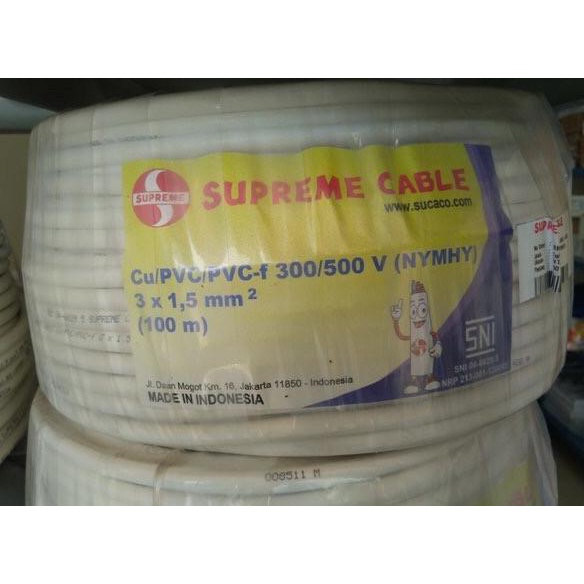 SUPREME
SUPREME CABLE
www.sucaco.com
Cu/PVC/PVC-f 300/500 V (NYMHY)
3 x 1,5 mm²
(100 m)
Jl. Daan Mogot Km. 16, Jakarta 11850 - Indonesia
MADE IN INDONESIA
SNI
SUPREME
008511 M